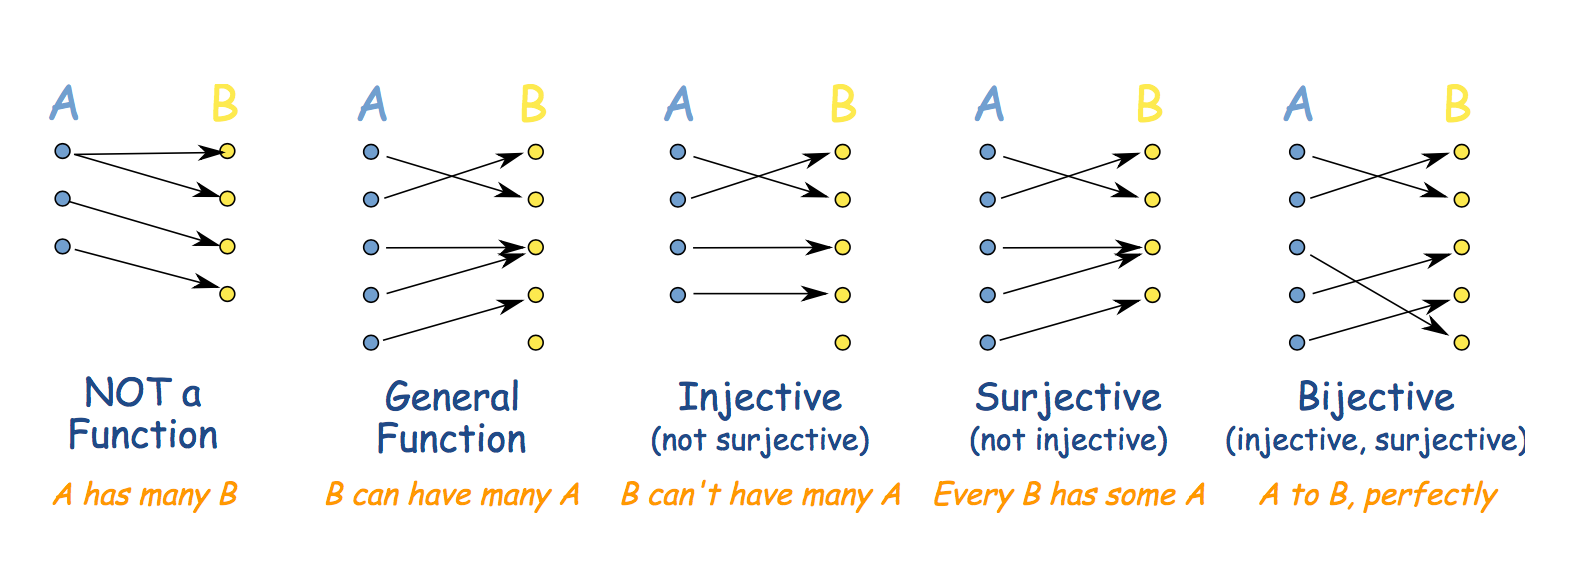 A B
A B
A B
A B
A B
NOT a
Function
A has many B
General
Function
B can have many A
Injective
(not surjective)
B can't have many A
Surjective
(not injective)
Every B has some A
Bijective
(injective, surjective)
A to B, perfectly